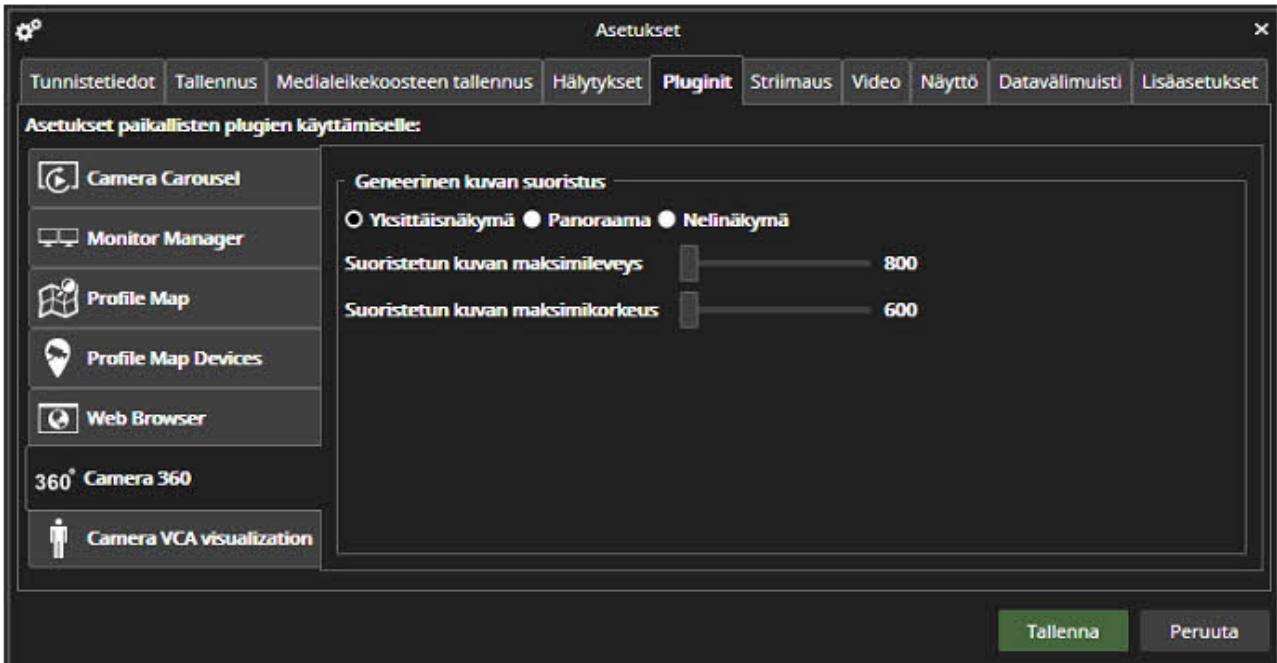 Asetukset
Tunnistetiedot Tallennus Medialeikekoosteen tallennus Hälytykset Pluginit Striimaus Video Näyttö Datavälimuisti Lisäasetukset
Asetukset paikallisten plugien käyttämiselle:
Camera Carousel
Monitor Manager
Profile Map
Profile Map Devices
Web Browser
360° Camera 360
Camera VCA visualization
Geneerinen kuvan suoristus
Yksittäisnäkymä Panoraama Nelinäkymä
Suoristetun kuvan maksimileveys 800
Suoristetun kuvan maksimikorkeus 600
Tallenna Peruuta